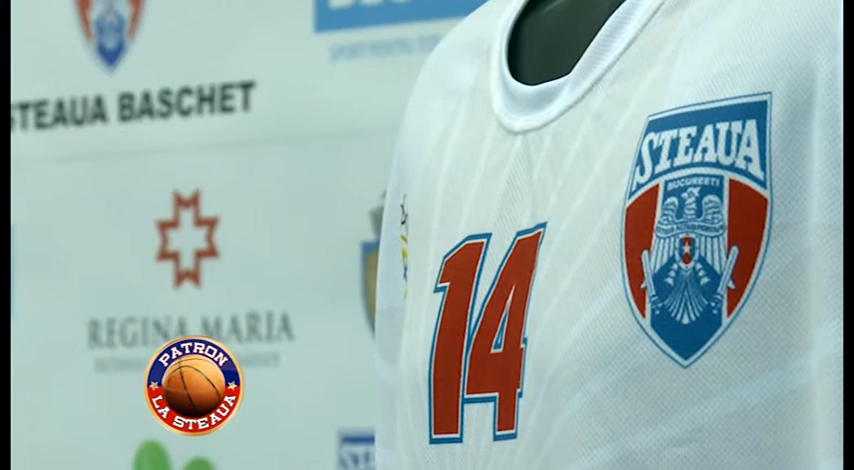 STEAUA BASCHET
REGINA MARIA
PATRON
LA STEAUA
14
STEAUA
BUCURESTI